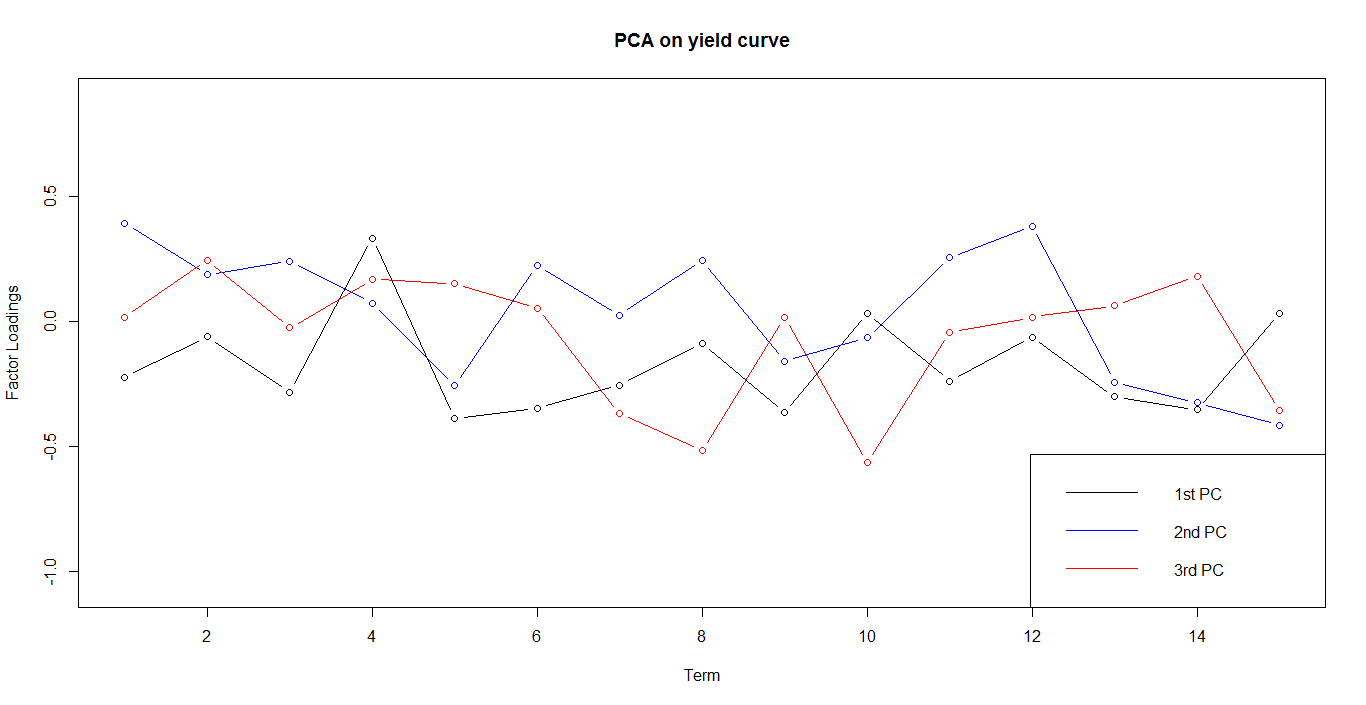 PCA on yield curve
Factor Loadings
0.5
0.0
-0.5
-1.0
2 4 6 8 10 12 14
Term
1st PC
2nd PC
3rd PC